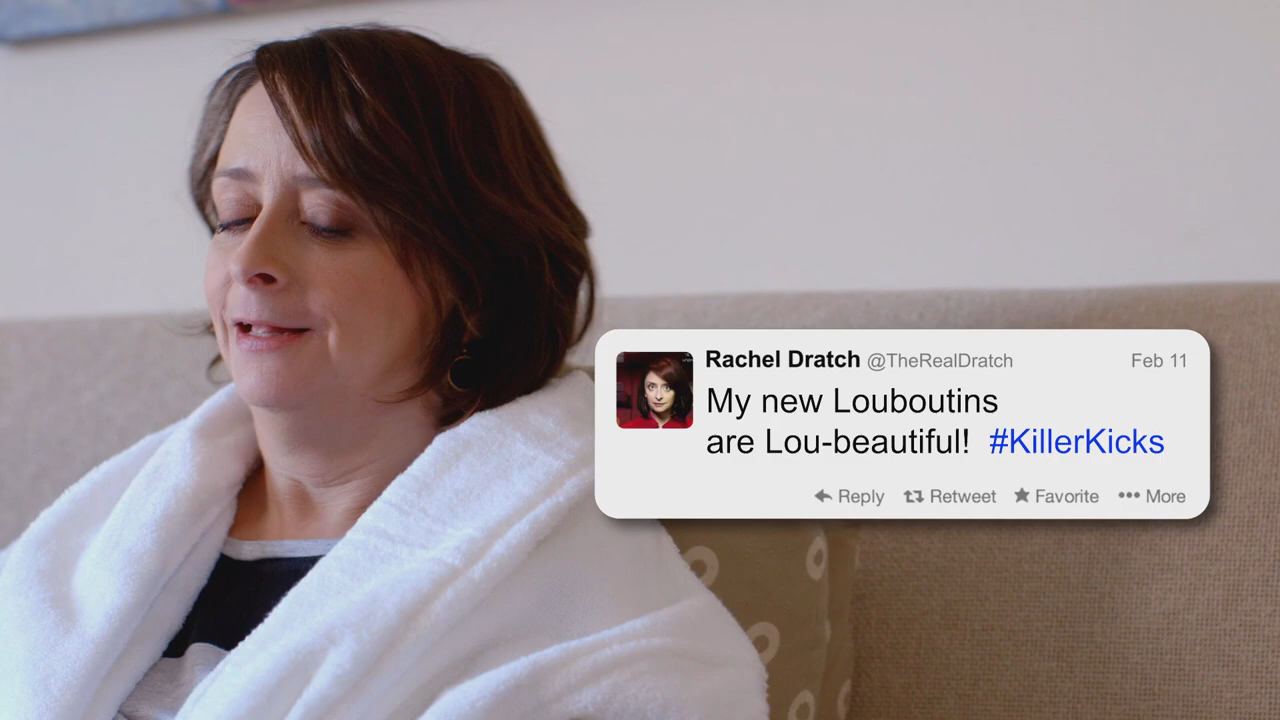 Rachel Dratch @TheRealDratch Feb 11
My new Louboutins
are Lou-beautiful! #KillerKicks
Reply Retweet Favorite More